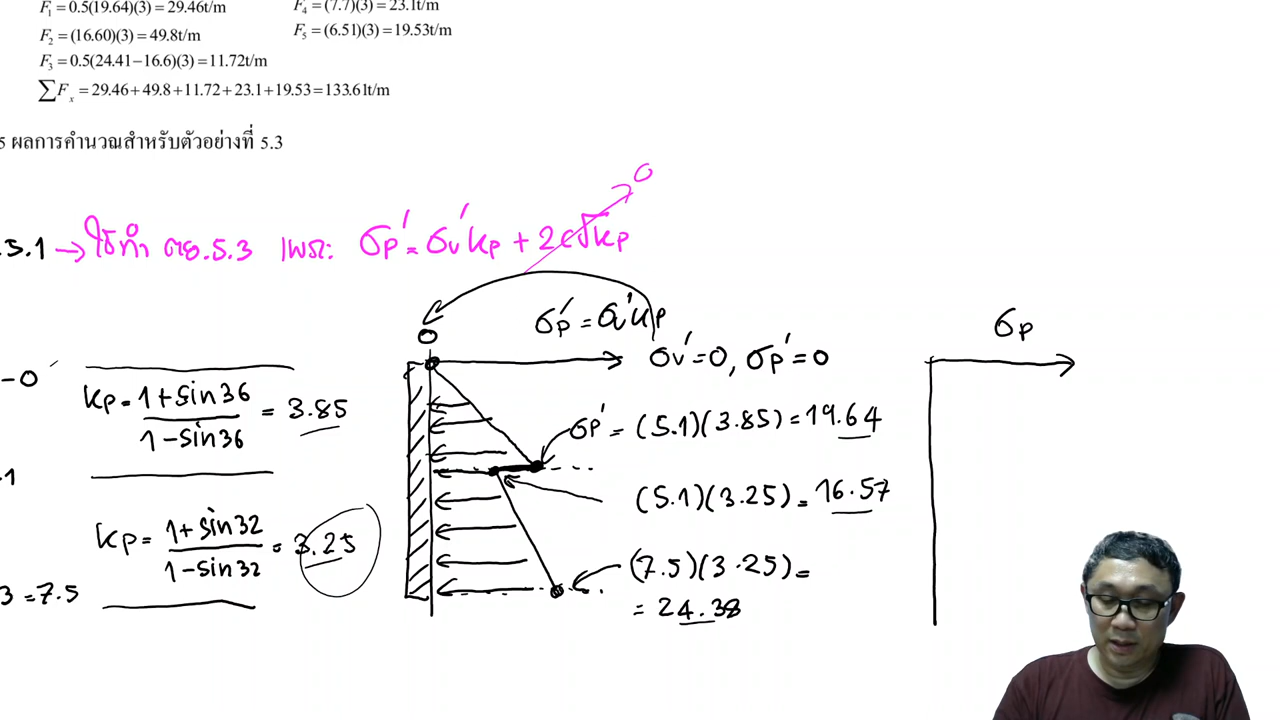 F₁ = 0.5(19.64)(3) = 29.46t/m
F₄ = (7.7)(3) = 23.1t/m
F₂ = (16.60)(3) = 49.8t/m
F₅ = (6.51)(3) = 19.53t/m
F₃ = 0.5(24.41−16.6)(3) = 11.72t/m
∑Fₓ = 29.46+49.8+11.72+23.1+19.53 = 133.61t/m
5 ผลการคำนวณสำหรับตัวอย่างที่ 5.3
.5.1 → ใช้ทำ ตย.5.3 เพราะ σp' = σv'kp + 2c√kp 0
0
σp' = σv'kp
σp
-0
σv'=0, σp'=0
kp = 1+sin36 / 1-sin36 = 3.85
σp' = (5.1)(3.85) = 19.64
.1
(5.1)(3.25) = 16.57
kp = 1+sin32 / 1-sin32 = 3.25
(7.5)(3.25) =
3 = 7.5
= 24.38